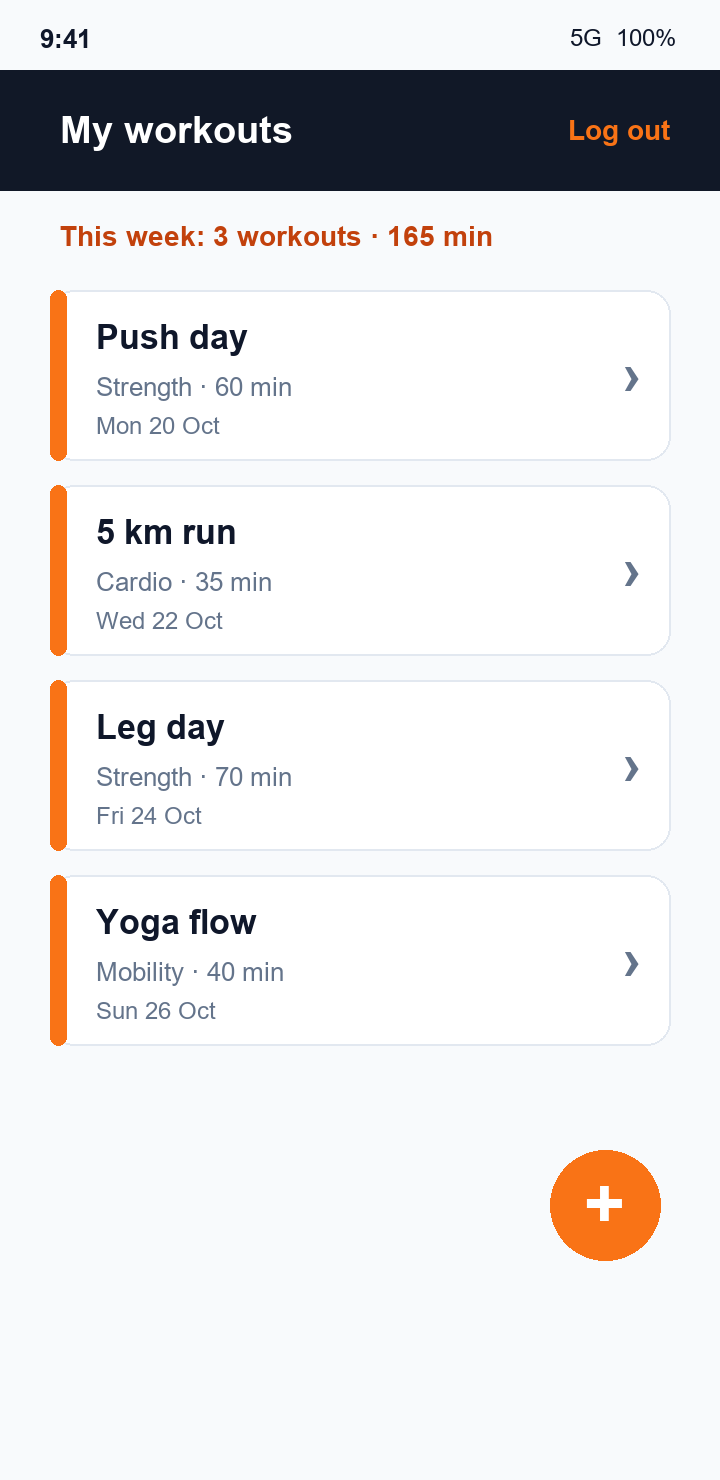 9:41 5G 100%
My workouts Log out
This week: 3 workouts · 165 min
Push day
Strength · 60 min
Mon 20 Oct
›
5 km run
Cardio · 35 min
Wed 22 Oct
›
Leg day
Strength · 70 min
Fri 24 Oct
›
Yoga flow
Mobility · 40 min
Sun 26 Oct
›
+